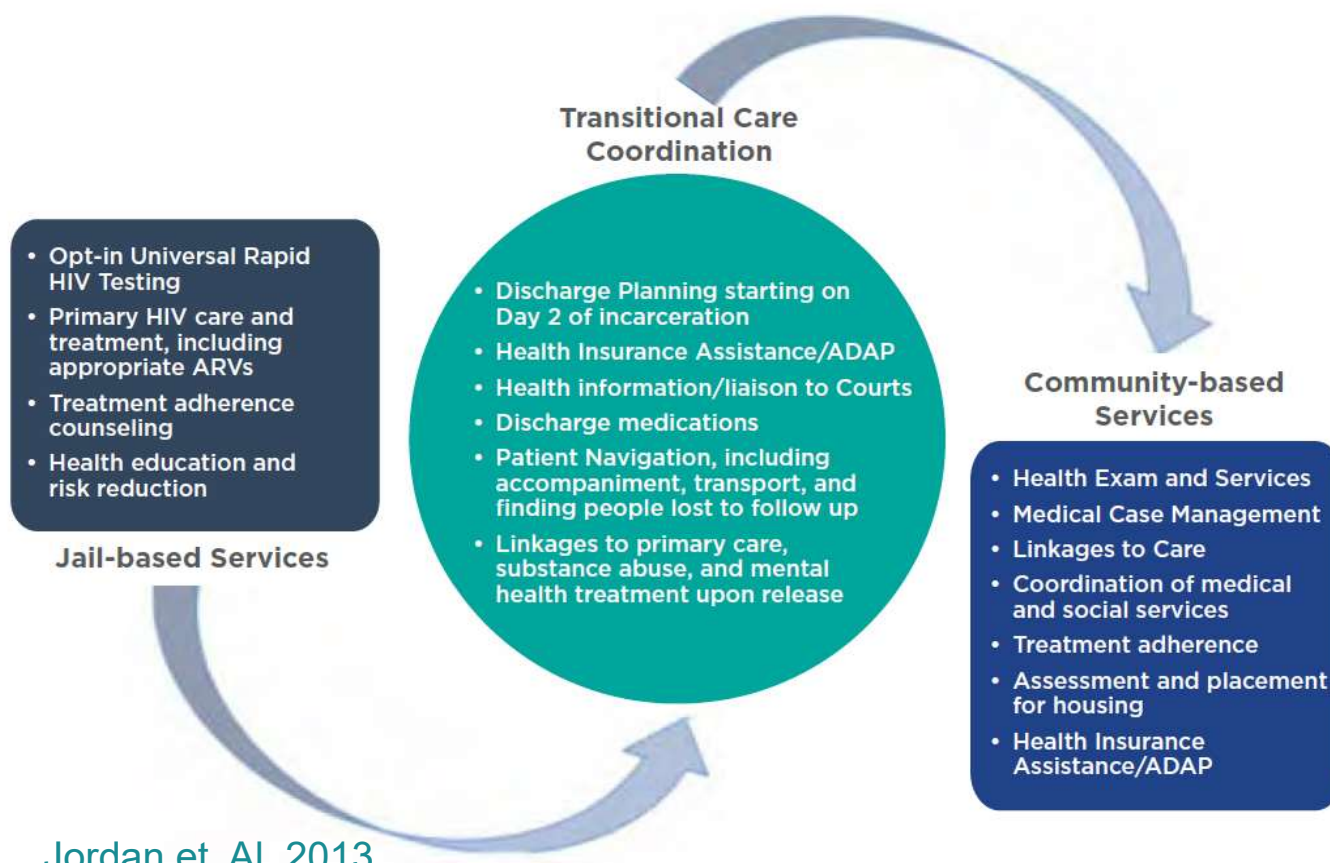 Transitional Care
Coordination
• Opt-in Universal Rapid
HIV Testing
• Primary HIV care and
treatment, including
appropriate ARVs
• Treatment adherence
counseling
• Health education and
risk reduction
Jail-based Services
• Discharge Planning starting on
Day 2 of incarceration
• Health Insurance Assistance/ADAP
• Health information/liaison to Courts
• Discharge medications
• Patient Navigation, including
accompaniment, transport, and
finding people lost to follow up
• Linkages to primary care,
substance abuse, and mental
health treatment upon release
Community-based
Services
• Health Exam and Services
• Medical Case Management
• Linkages to Care
• Coordination of medical
and social services
• Treatment adherence
• Assessment and placement
for housing
• Health Insurance
Assistance/ADAP
Jordan et. Al. 2013